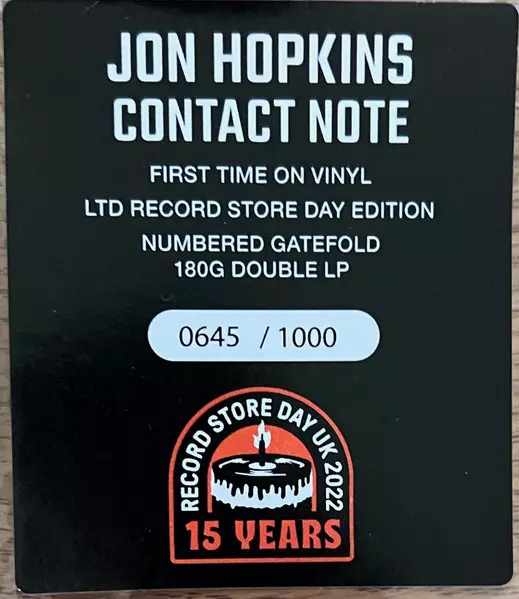 JON HOPKINS
CONTACT NOTE
FIRST TIME ON VINYL
LTD RECORD STORE DAY EDITION
NUMBERED GATEFOLD
180G DOUBLE LP
0645 / 1000
RECORD STORE DAY UK 2022
15 YEARS